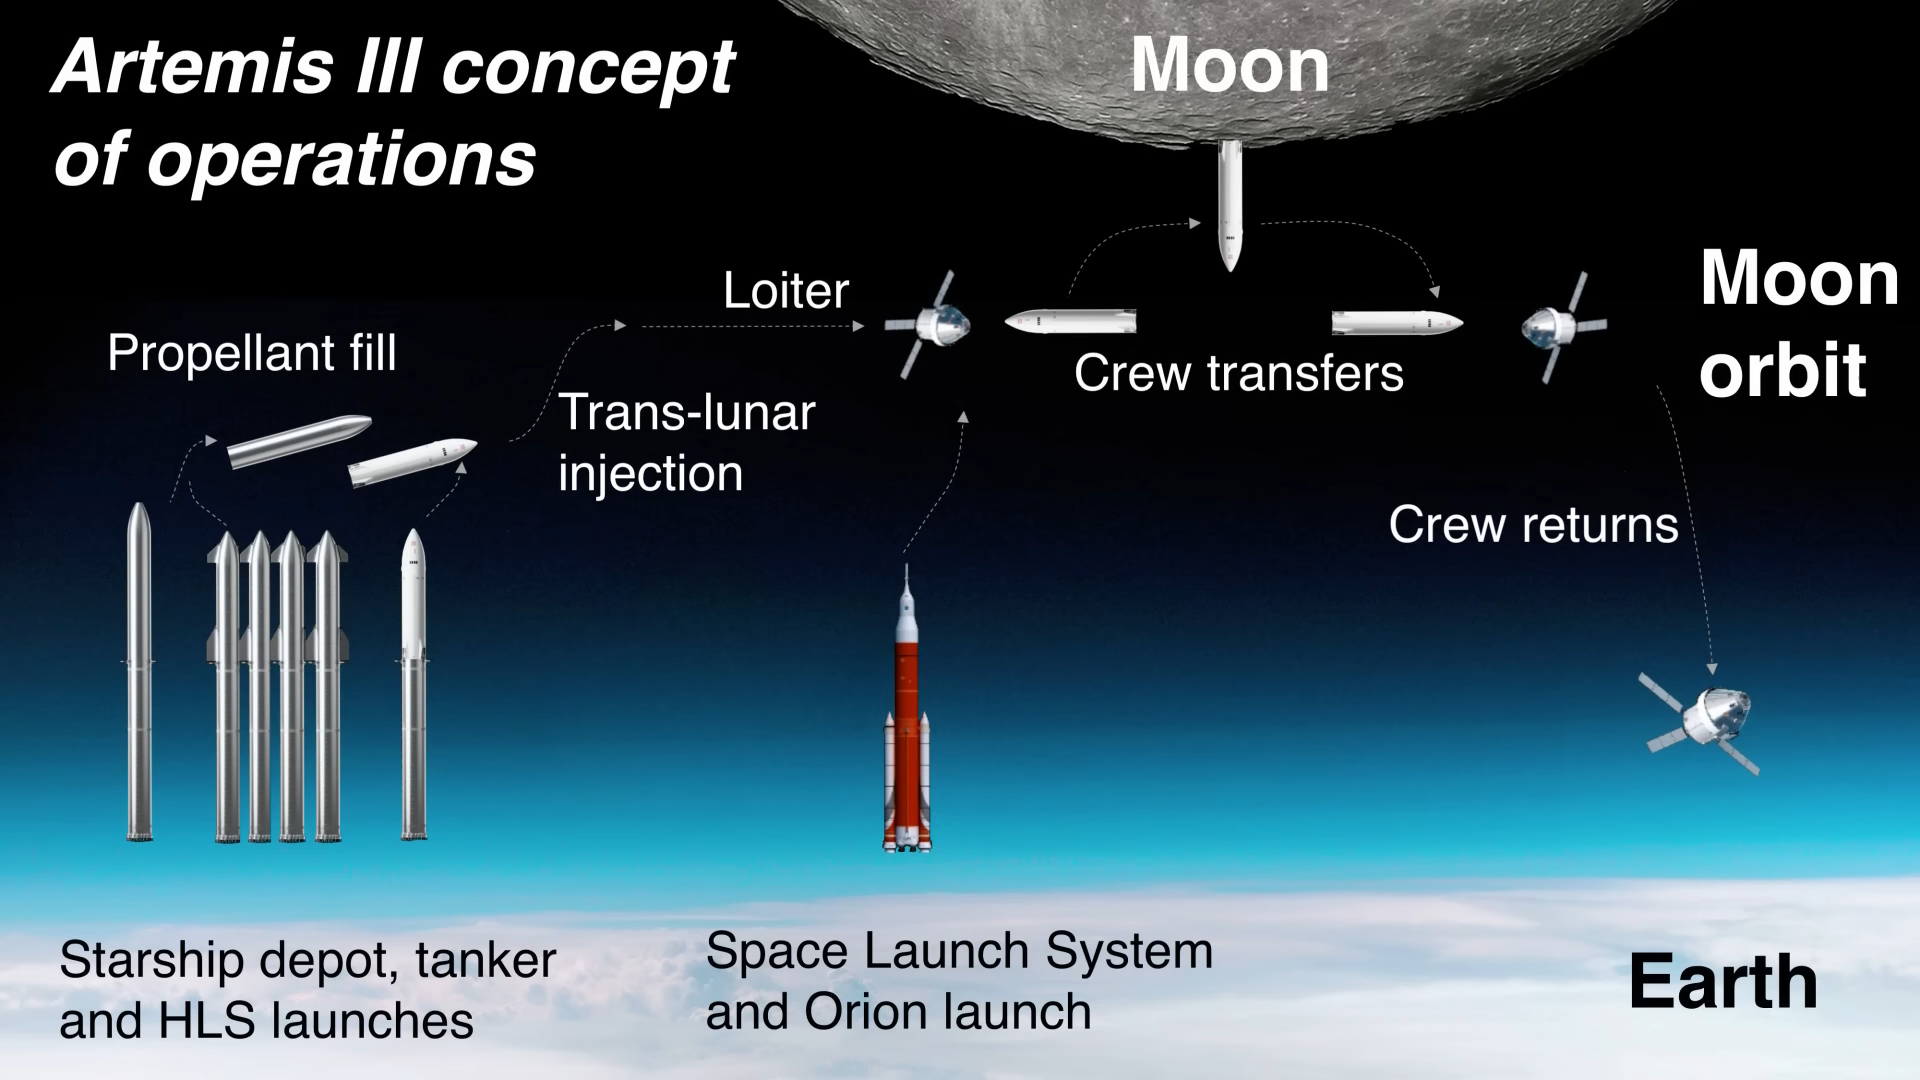 Artemis III concept
of operations
Moon
Moon
orbit
Loiter
Propellant fill
Crew transfers
Trans-lunar
injection
Crew returns
Starship depot, tanker
and HLS launches
Space Launch System
and Orion launch
Earth